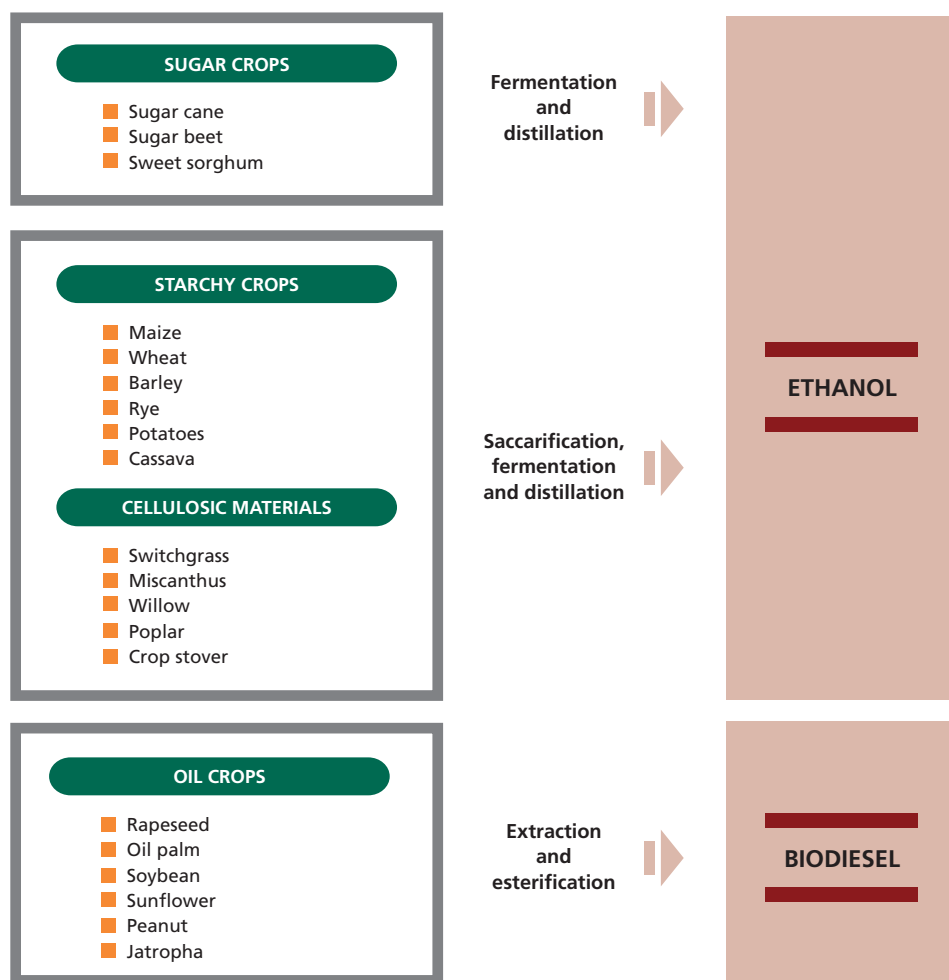 SUGAR CROPS
Sugar cane
Sugar beet
Sweet sorghum
Fermentation
and
distillation
STARCHY CROPS
Maize
Wheat
Barley
Rye
Potatoes
Cassava
CELLULOSIC MATERIALS
Switchgrass
Miscanthus
Willow
Poplar
Crop stover
Saccarification,
fermentation
and distillation
ETHANOL
OIL CROPS
Rapeseed
Oil palm
Soybean
Sunflower
Peanut
Jatropha
Extraction
and
esterification
BIODIESEL